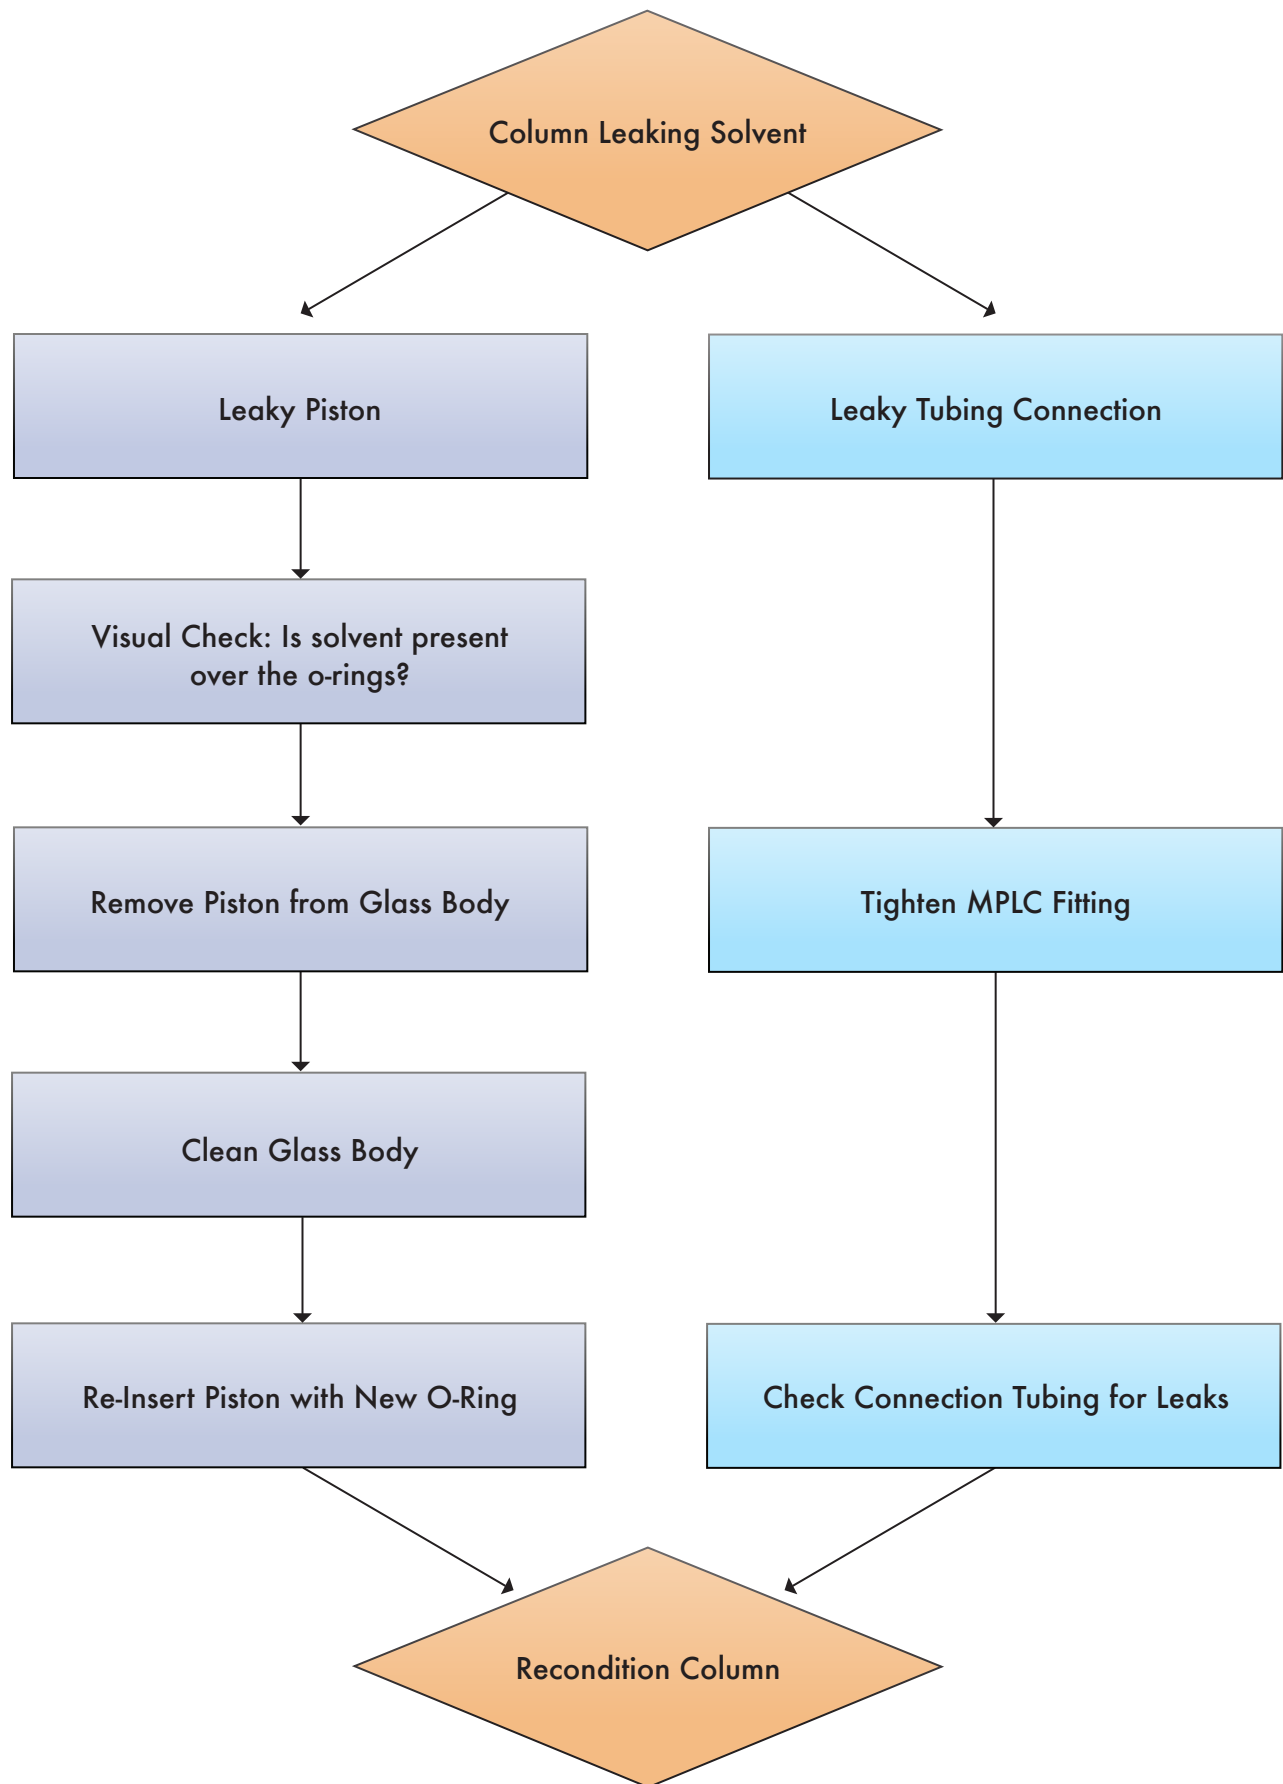 Column Leaking Solvent
Leaky Piston
Leaky Tubing Connection
Visual Check: Is solvent present
over the o-rings?
Remove Piston from Glass Body
Tighten MPLC Fitting
Clean Glass Body
Re-Insert Piston with New O-Ring
Check Connection Tubing for Leaks
Recondition Column